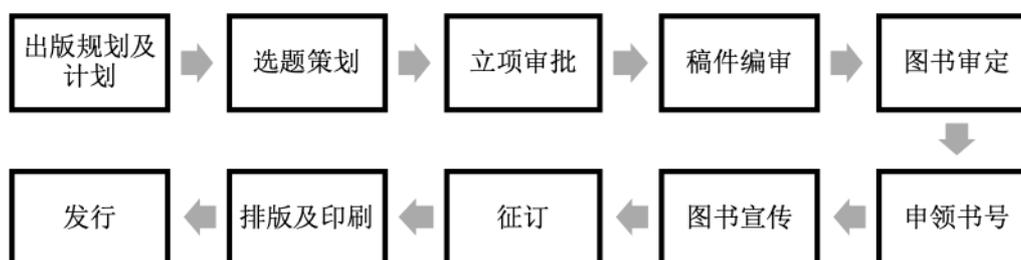 出版规划及
计划
选题策划
立项审批
稿件编审
图书审定
申领书号
图书宣传
征订
排版及印刷
发行